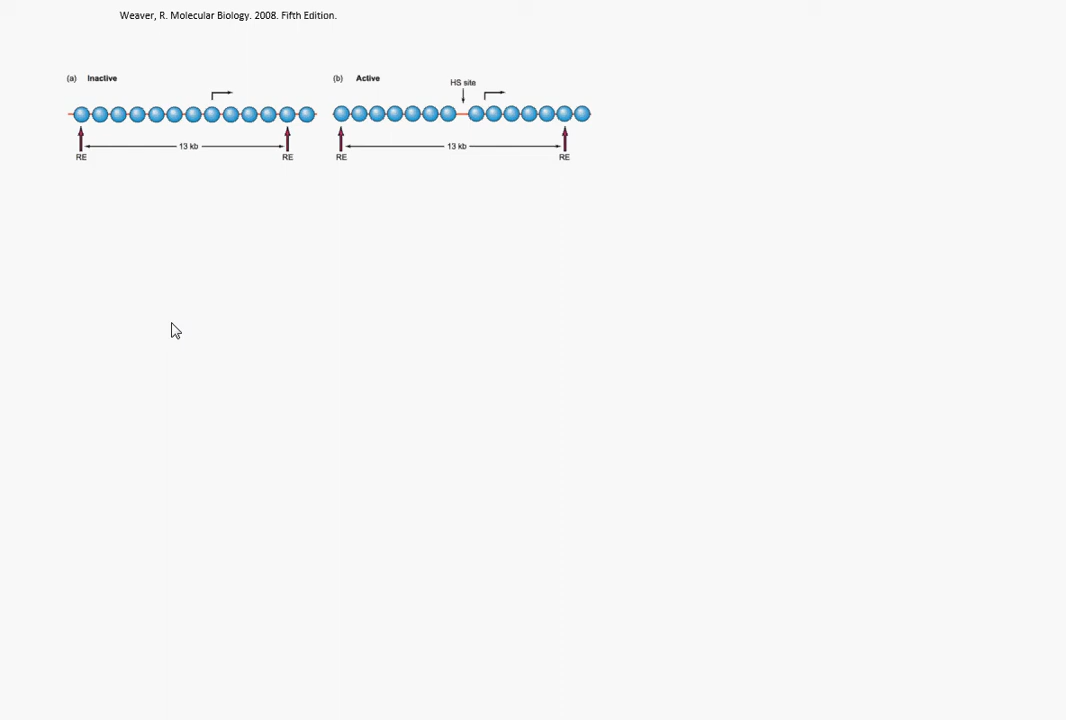 Weaver, R. Molecular Biology. 2008. Fifth Edition.
(a) Inactive
(b) Active
HS site
13 kb
RE
RE
13 kb
RE
RE